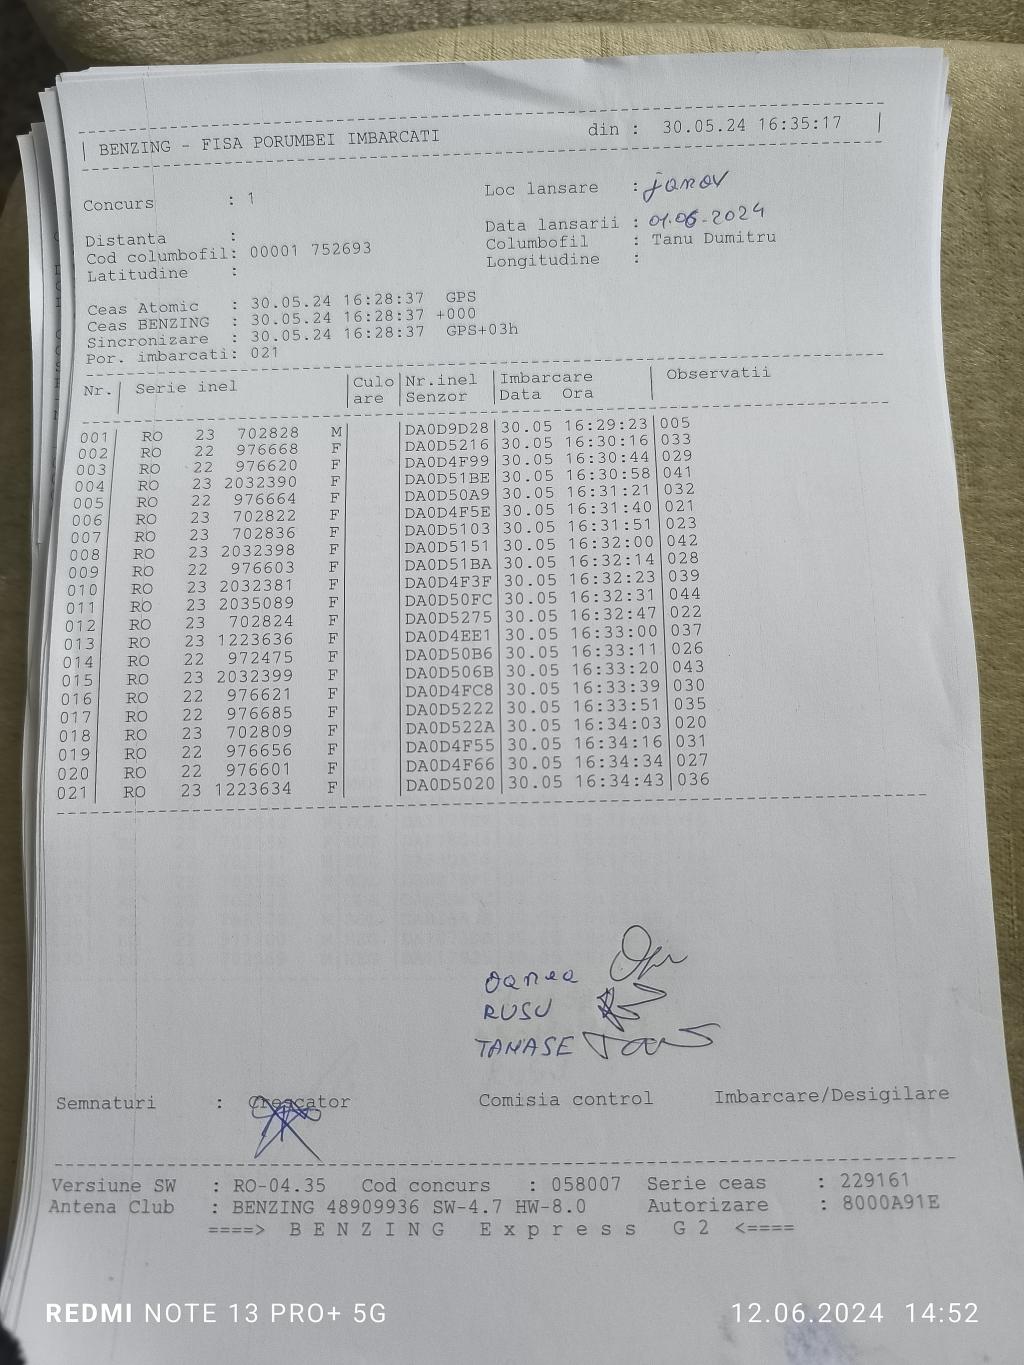 | BENZING - FISA PORUMBEI IMBARCATI din : 30.05.24 16:35:17 |
Concurs : 1 Loc lansare : Janov
Distanta : Data lansarii : 01.06.2024
Cod columbofil: 00001 752693 Columbofil : Tanu Dumitru
Latitudine : Longitudine :
Ceas Atomic : 30.05.24 16:28:37 GPS
Ceas BENZING : 30.05.24 16:28:37 +000
Sincronizare : 30.05.24 16:28:37 GPS+03h
Por. imbarcati: 021
Nr.| Serie inel |Culo|Nr.inel |Imbarcare | Observatii
| |are |Senzor |Data Ora |
001| RO 23 702828 M| |DA0D9D28|30.05 16:29:23|005
002| RO 22 976668 F| |DA0D5216|30.05 16:30:16|033
003| RO 22 976620 F| |DA0D4F99|30.05 16:30:44|029
004| RO 23 2032390 F| |DA0D51BE|30.05 16:30:58|041
005| RO 22 976664 F| |DA0D50A9|30.05 16:31:21|032
006| RO 23 702822 F| |DA0D4F5E|30.05 16:31:40|021
007| RO 23 702836 F| |DA0D5103|30.05 16:31:51|023
008| RO 23 2032398 F| |DA0D5151|30.05 16:32:00|042
009| RO 22 976603 F| |DA0D51BA|30.05 16:32:14|028
010| RO 23 2032381 F| |DA0D4F3F|30.05 16:32:23|039
011| RO 23 2035089 F| |DA0D50FC|30.05 16:32:31|044
012| RO 23 702824 F| |DA0D5275|30.05 16:32:47|022
013| RO 23 1223636 F| |DA0D4EE1|30.05 16:33:00|037
014| RO 22 972475 F| |DA0D50B6|30.05 16:33:11|026
015| RO 23 2032399 F| |DA0D506B|30.05 16:33:20|043
016| RO 22 976621 F| |DA0D4FC8|30.05 16:33:39|030
017| RO 22 976685 F| |DA0D5222|30.05 16:33:51|035
018| RO 23 702809 F| |DA0D522A|30.05 16:34:03|020
019| RO 22 976656 F| |DA0D4F55|30.05 16:34:16|031
020| RO 22 976601 F| |DA0D4F66|30.05 16:34:34|027
021| RO 23 1223634 F| |DA0D5020|30.05 16:34:43|036
Oanea
RUSU
TANASE
Semnaturi : Crescator Comisia control Imbarcare/Desigilare
Versiune SW : RO-04.35 Cod concurs : 058007 Serie ceas : 229161
Antena Club : BENZING 48909936 SW-4.7 HW-8.0 Autorizare : 8000A91E
====> B E N Z I N G E x p r e s s G 2 <====
REDMI NOTE 13 PRO+ 5G 12.06.2024 14:52